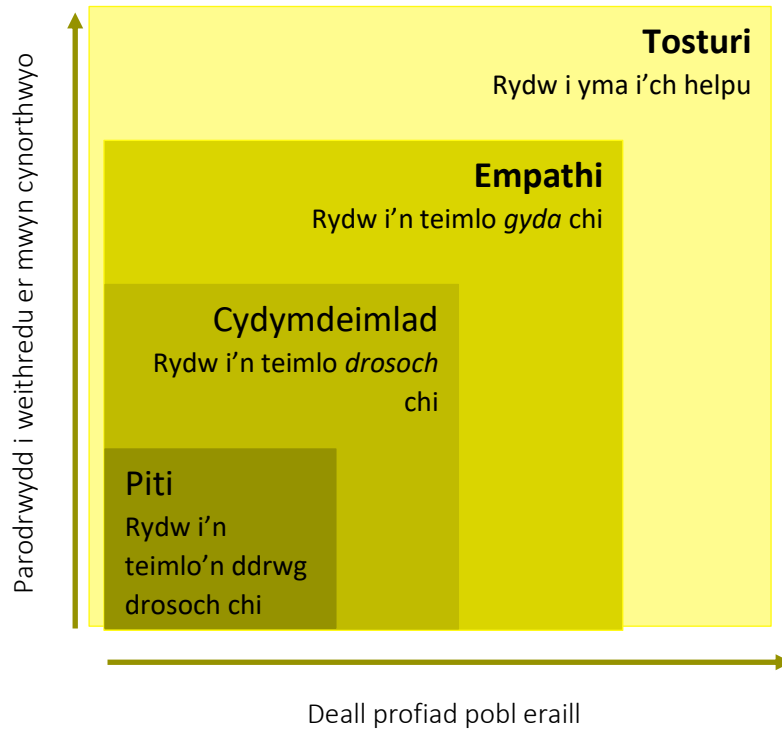 Parodrwydd i weithredu er mwyn cynorthwyo
Tosturi
Rydw i yma i'ch helpu
Empathi
Rydw i'n teimlo gyda chi
Cydymdeimlad
Rydw i'n teimlo drosoch
chi
Piti
Rydw i'n
teimlo'n ddrwg
drosoch chi
Deall profiad pobl eraill